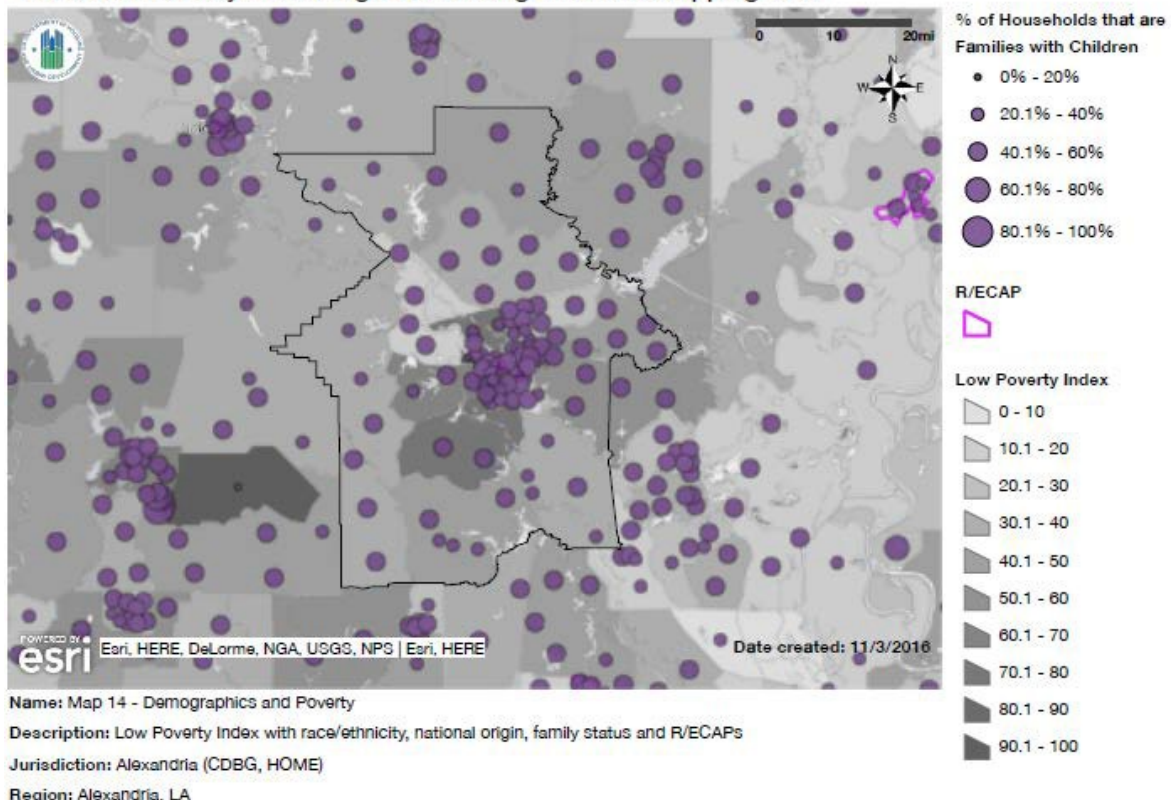 0 10 20mi
N
W E
S
% of Households that are
Families with Children
0% - 20%
20.1% - 40%
40.1% - 60%
60.1% - 80%
80.1% - 100%
R/ECAP
Low Poverty Index
0 - 10
10.1 - 20
20.1 - 30
30.1 - 40
40.1 - 50
50.1 - 60
60.1 - 70
70.1 - 80
80.1 - 90
90.1 - 100
POWERED BY
esri
Esri, HERE, DeLorme, NGA, USGS, NPS | Esri, HERE
Date created: 11/3/2016
Name: Map 14 - Demographics and Poverty
Description: Low Poverty Index with race/ethnicity, national origin, family status and R/ECAPs
Jurisdiction: Alexandria (CDBG, HOME)
Region: Alexandria, LA